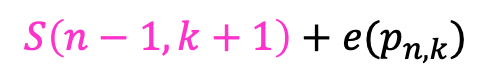 S(n − 1, k + 1) + e(p_{n,k})